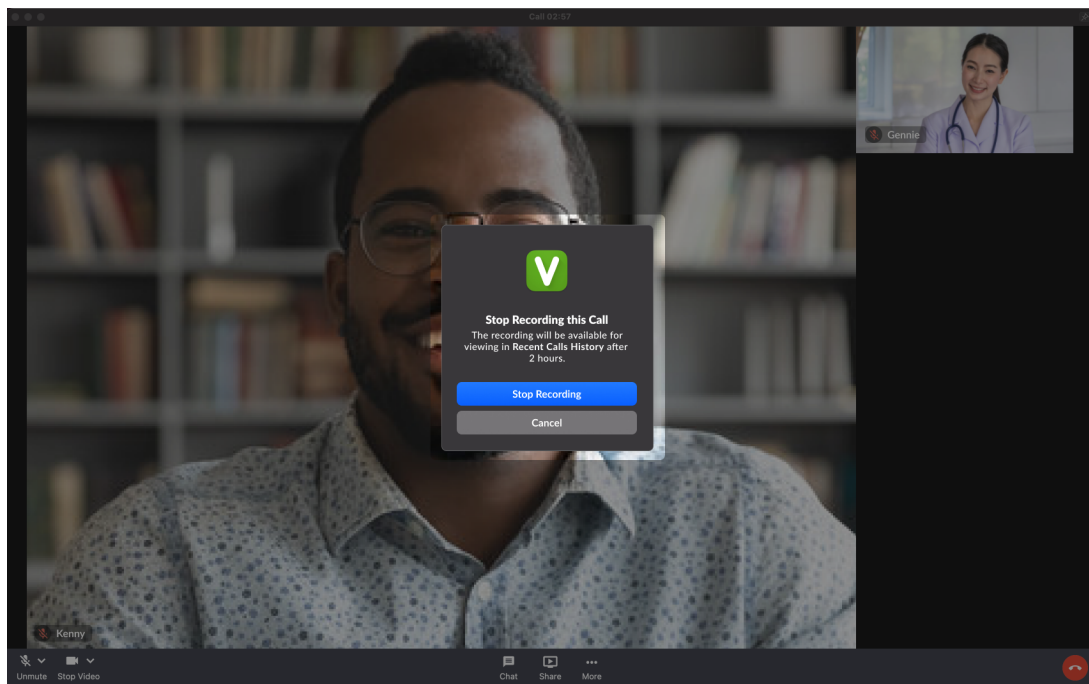 Call 02:57
Gennie
V
Stop Recording this Call
The recording will be available for
viewing in Recent Calls History after
2 hours.
Stop Recording
Cancel
Kenny
Unmute Stop Video Chat Share More